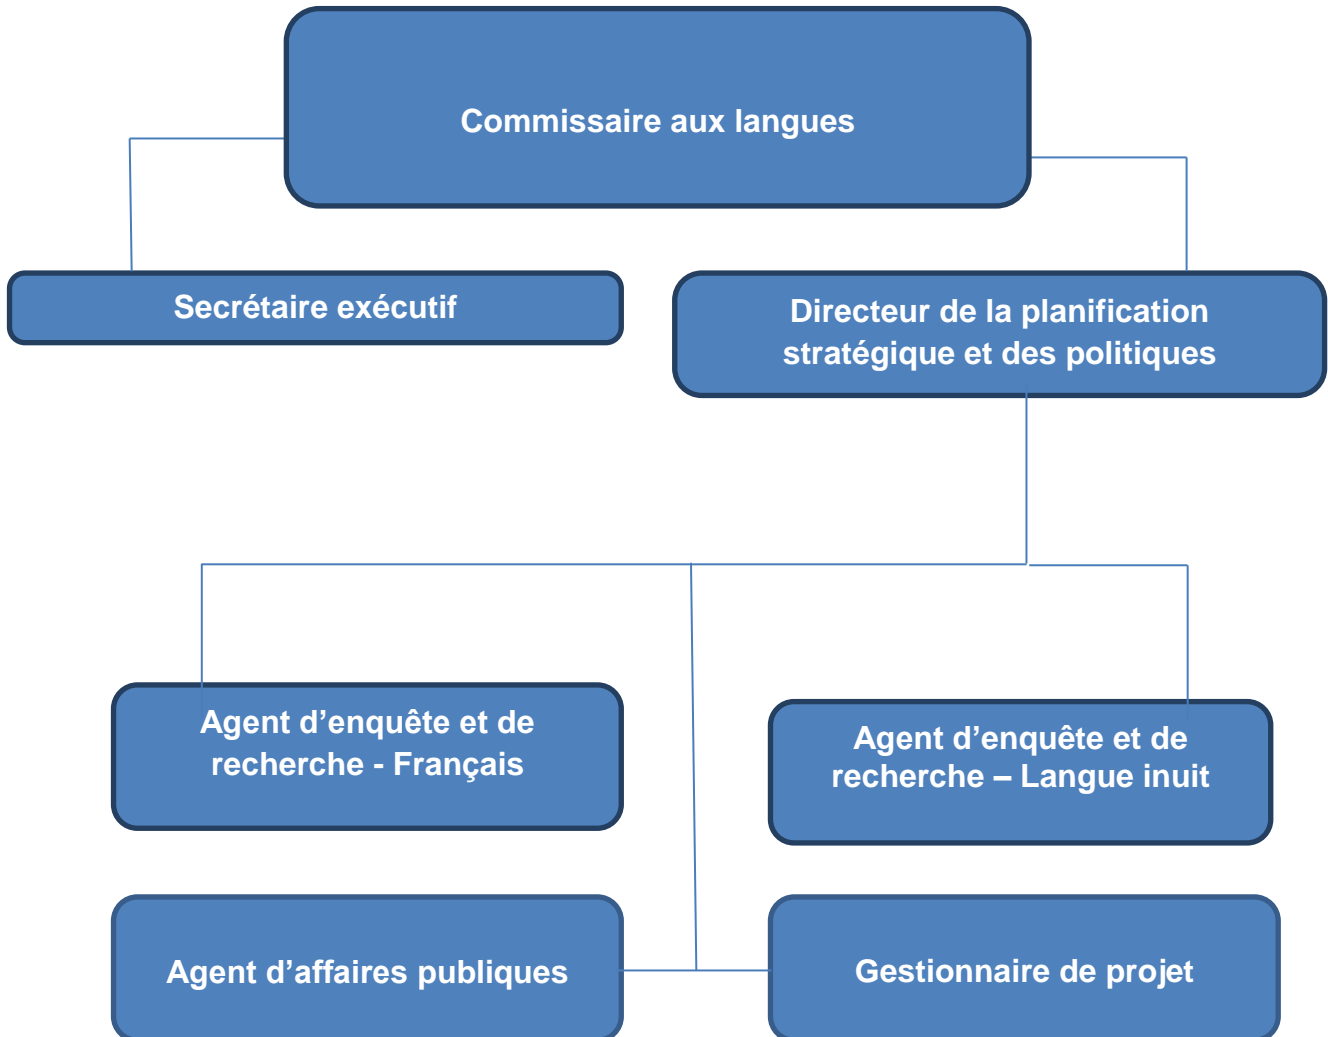 Commissaire aux langues
Secrétaire exécutif
Directeur de la planification
stratégique et des politiques
Agent d’enquête et de
recherche - Français
Agent d’enquête et de
recherche – Langue inuit
Agent d’affaires publiques
Gestionnaire de projet